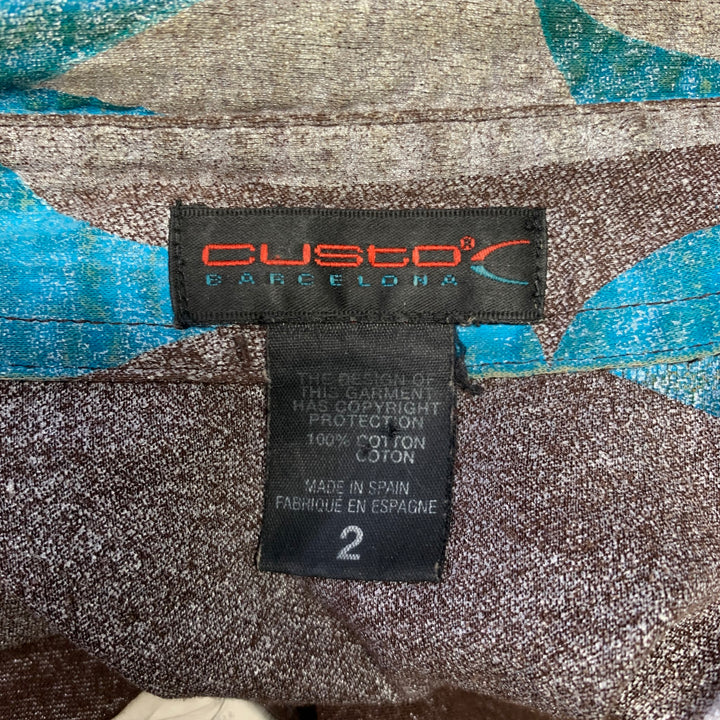 custo®
BARCELONA
THE DESIGN OF
THIS GARMENT
HAS COPYRIGHT
PROTECTION
100% COTTON
COTON
MADE IN SPAIN
FABRIQUÉ EN ESPAGNE
2